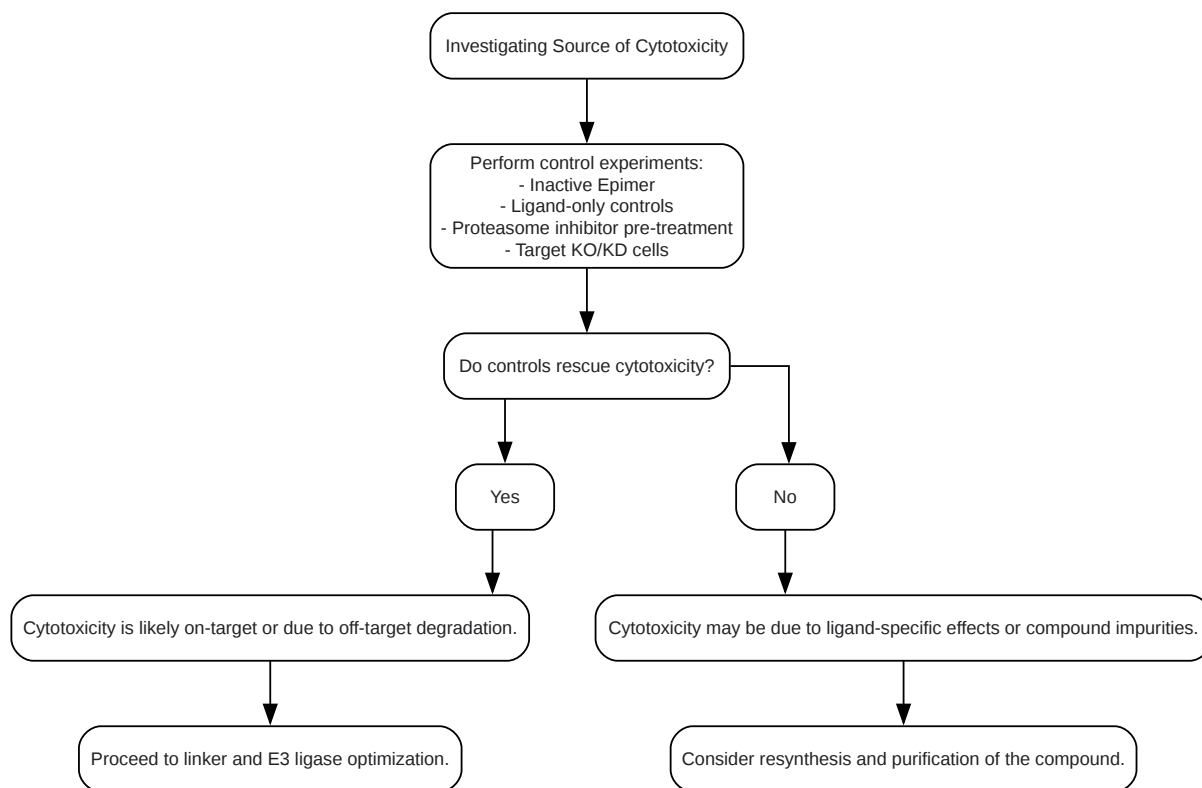 Investigating Source of Cytotoxicity
Perform control experiments:
- Inactive Epimer
- Ligand-only controls
- Proteasome inhibitor pre-treatment
- Target KO/KD cells
Do controls rescue cytotoxicity?
Yes
No
Cytotoxicity is likely on-target or due to off-target degradation.
Cytotoxicity may be due to ligand-specific effects or compound impurities.
Proceed to linker and E3 ligase optimization.
Consider resynthesis and purification of the compound.